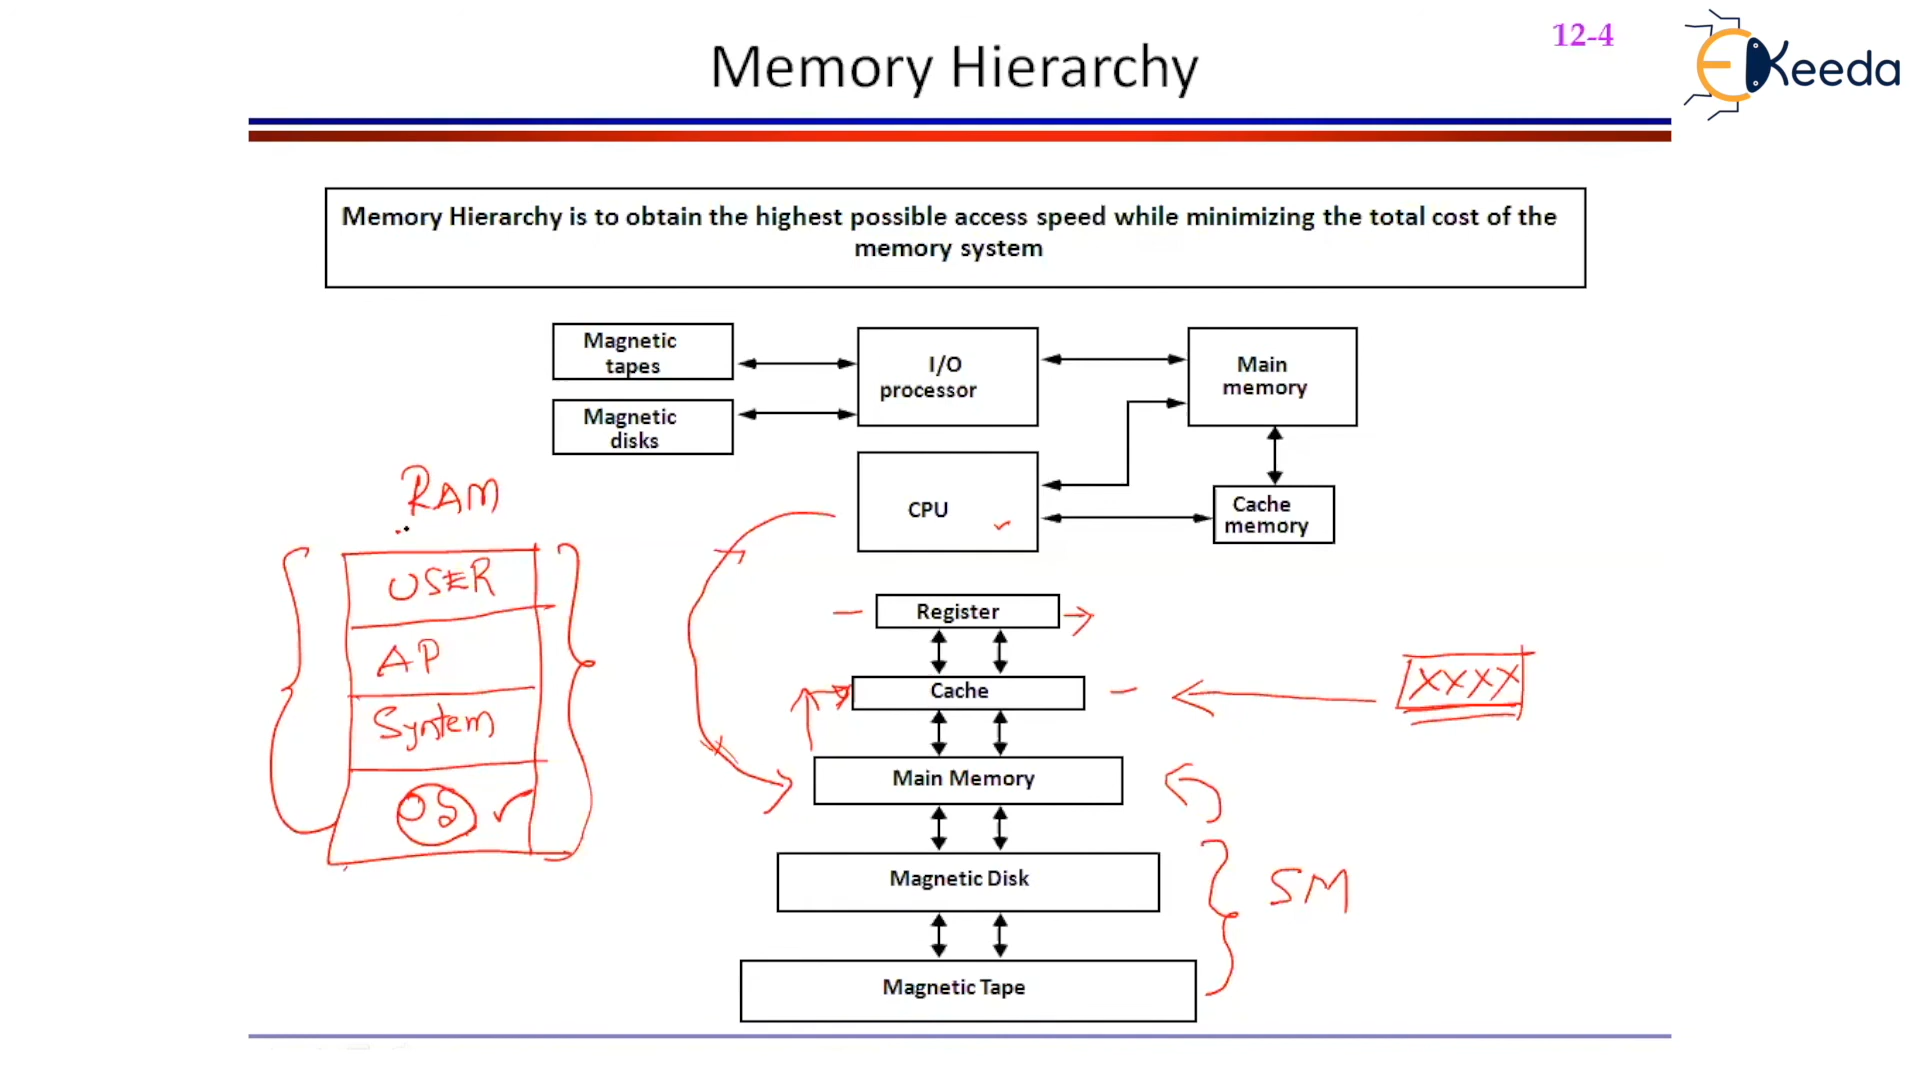 12-4
EKeeda
Memory Hierarchy
Memory Hierarchy is to obtain the highest possible access speed while minimizing the total cost of the
memory system
Magnetic
tapes
I/O
processor
Main
memory
Magnetic
disks
CPU
Cache
memory
RAM
USER
AP
System
OS
Register
Cache
XXXX
Main Memory
Magnetic Disk
SM
Magnetic Tape